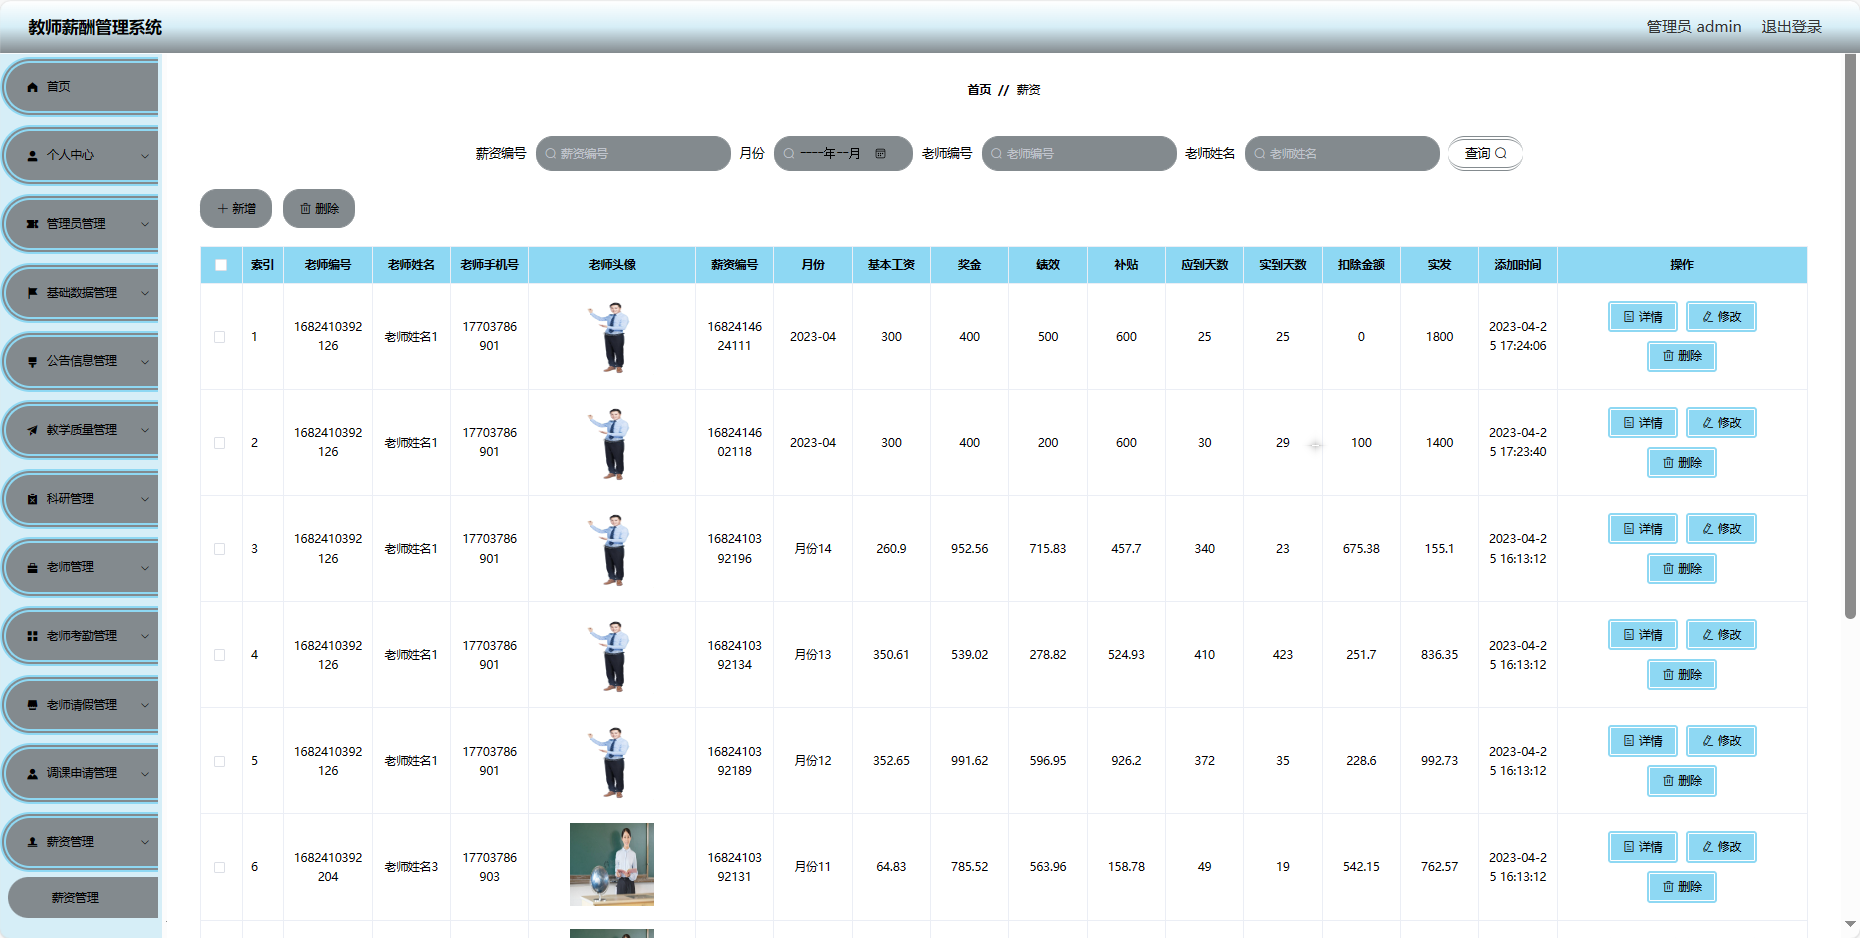 教师薪酬管理系统
管理员 admin 退出登录
首页
个人中心
管理员管理
基础数据管理
公告信息管理
教学质量管理
科研管理
老师管理
老师考勤管理
老师请假管理
调课申请管理
薪资管理
薪资管理
首页 // 薪资
薪资编号 薪资编号 月份 ----年--月 老师编号 老师编号 老师姓名 老师姓名 查询
新增 删除
索引 老师编号 老师姓名 老师手机号 老师头像 薪资编号 月份 基本工资 奖金 绩效 补贴 应到天数 实到天数 扣除金额 实发 添加时间 操作
1 1682410392126 老师姓名1 17703786901 1682414624111 2023-04 300 400 500 600 25 25 0 1800 2023-04-25 17:24:06 详情 修改 删除
2 1682410392126 老师姓名1 17703786901 1682414602118 2023-04 300 400 200 600 30 29 100 1400 2023-04-25 17:23:40 详情 修改 删除
3 1682410392126 老师姓名1 17703786901 1682410392196 月份14 260.9 952.56 715.83 457.7 340 23 675.38 155.1 2023-04-25 16:13:12 详情 修改 删除
4 1682410392126 老师姓名1 17703786901 1682410392134 月份13 350.61 539.02 278.82 524.93 410 423 251.7 836.35 2023-04-25 16:13:12 详情 修改 删除
5 1682410392126 老师姓名1 17703786901 1682410392189 月份12 352.65 991.62 596.95 926.2 372 35 228.6 992.73 2023-04-25 16:13:12 详情 修改 删除
6 1682410392204 老师姓名3 17703786903 1682410392131 月份11 64.83 785.52 563.96 158.78 49 19 542.15 762.57 2023-04-25 16:13:12 详情 修改 删除